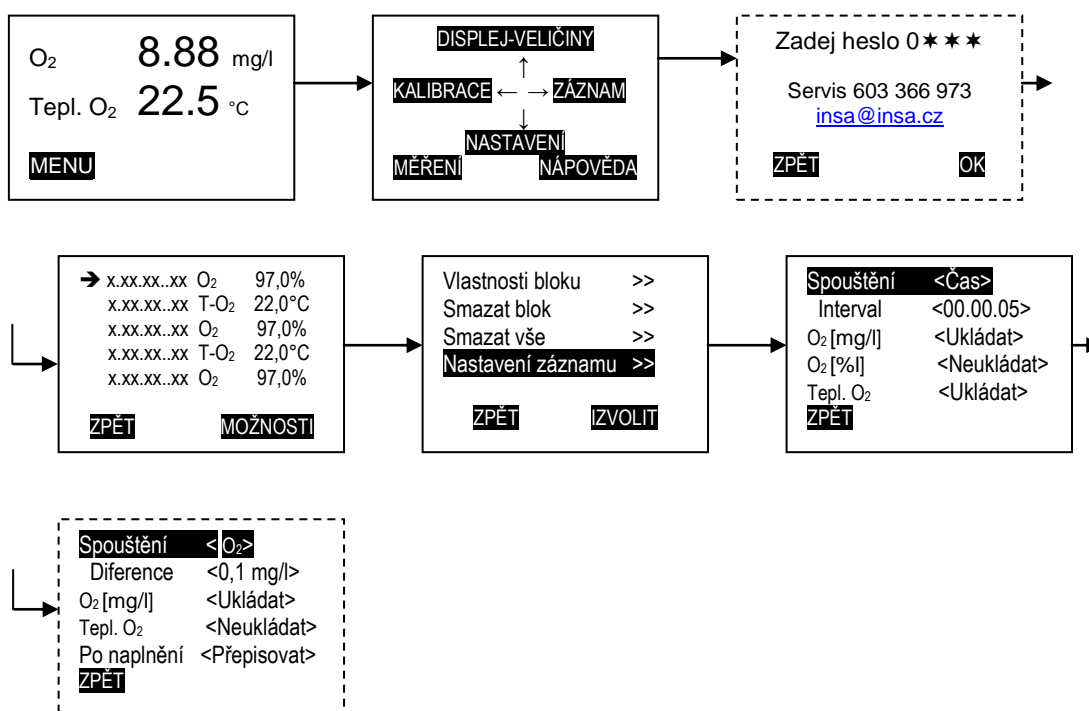 O₂ 8.88 mg/l
Tepl. O₂ 22.5 °C
MENU
DISPLEJ-VELIČINY
↑
KALIBRACE ← → ZÁZNAM
↓
NASTAVENÍ
MĚŘENÍ NÁPOVĚDA
Zadej heslo 0✶✶✶
Servis 603 366 973
insa@insa.cz
ZPĚT OK
➔ x.xx.xx..xx O₂ 97,0%
x.xx.xx..xx T-O₂ 22,0°C
x.xx.xx..xx O₂ 97,0%
x.xx.xx..xx T-O₂ 22,0°C
x.xx.xx..xx O₂ 97,0%
ZPĚT MOŽNOSTI
Vlastnosti bloku >>
Smazat blok >>
Smazat vše >>
Nastavení záznamu >>
ZPĚT IZVOLIT
Spouštění <Čas>
Interval <00.00.05>
O₂ [mg/l] <Ukládat>
O₂ [%l] <Neukládat>
Tepl. O₂ <Ukládat>
ZPĚT
Spouštění < O₂>
Diference <0,1 mg/l>
O₂ [mg/l] <Ukládat>
Tepl. O₂ <Neukládat>
Po naplnění <Přepisovat>
ZPĚT